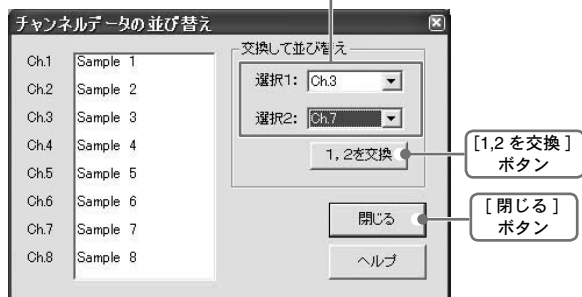 チャンネルデータの並び替え
交換して並び替え
Ch.1 Sample 1
Ch.2 Sample 2
Ch.3 Sample 3
Ch.4 Sample 4
Ch.5 Sample 5
Ch.6 Sample 6
Ch.7 Sample 7
Ch.8 Sample 8
選択1: Ch.3
選択2: Ch.7
1, 2を交換
[1,2 を交換 ]
ボタン
閉じる
[ 閉じる ]
ボタン
ヘルプ